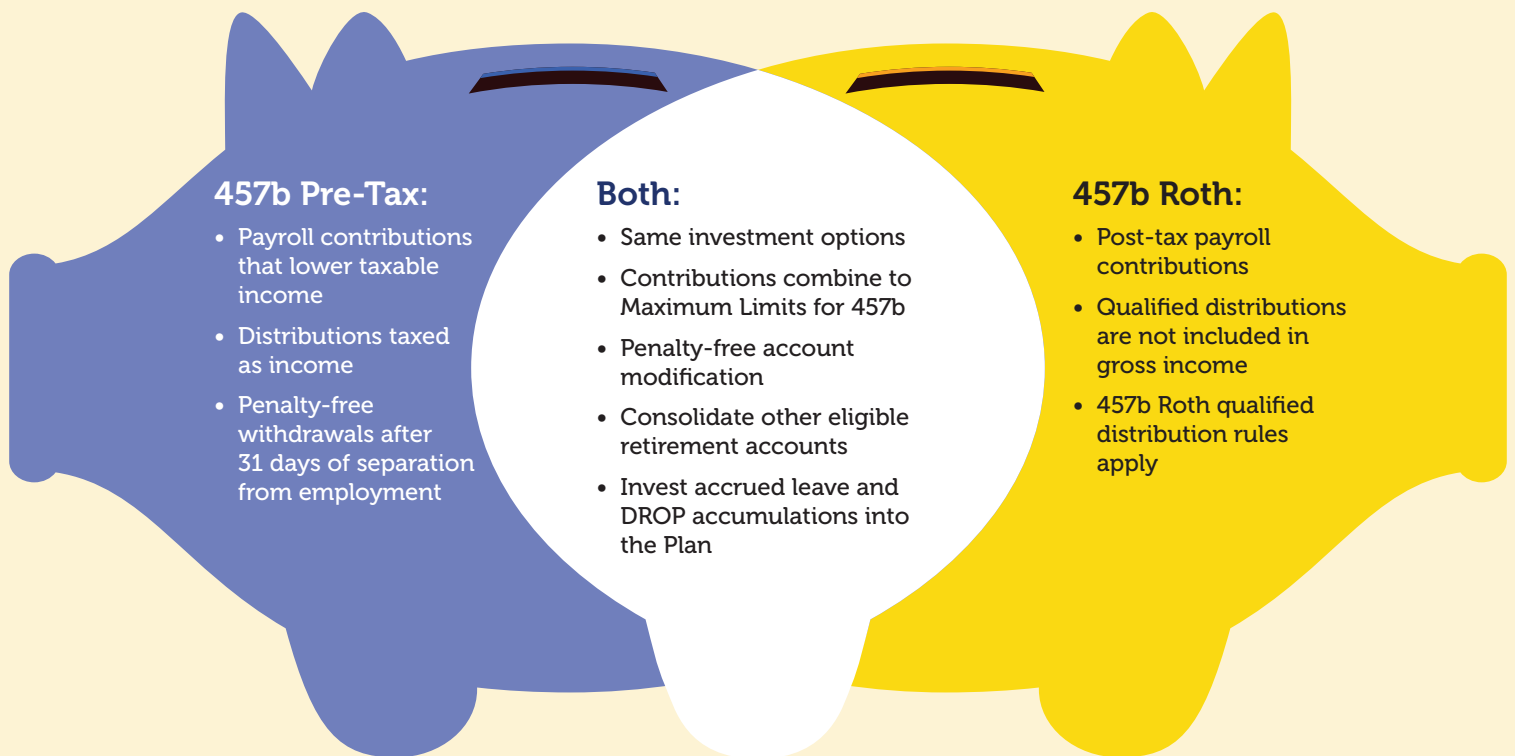 457b Pre-Tax:
• Payroll contributions
that lower taxable
income
• Distributions taxed
as income
• Penalty-free
withdrawals after
31 days of separation
from employment
Both:
• Same investment options
• Contributions combine to
Maximum Limits for 457b
• Penalty-free account
modification
• Consolidate other eligible
retirement accounts
• Invest accrued leave and
DROP accumulations into
the Plan
457b Roth:
• Post-tax payroll
contributions
• Qualified distributions
are not included in
gross income
• 457b Roth qualified
distribution rules
apply